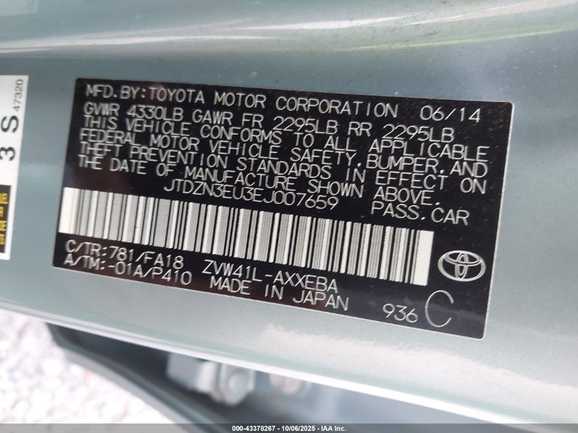 MFD. BY: TOYOTA MOTOR CORPORATION 06/14
GVWR 4330LB GAWR FR 2295LB RR 2295LB
THIS VEHICLE CONFORMS TO ALL APPLICABLE
FEDERAL MOTOR VEHICLE SAFETY, BUMPER, AND
THEFT PREVENTION STANDARDS IN EFFECT ON
THE DATE OF MANUFACTURE SHOWN ABOVE.
JTDZN3EU3EJ007659 PASS. CAR
C/TR: 781/FA18 ZVW41L-AXXEBA
A/TM: -01A/P410 MADE IN JAPAN 936 C
TOYOTA
3 S 47320
000-43378267 - 10/06/2025 - IAA, Inc.